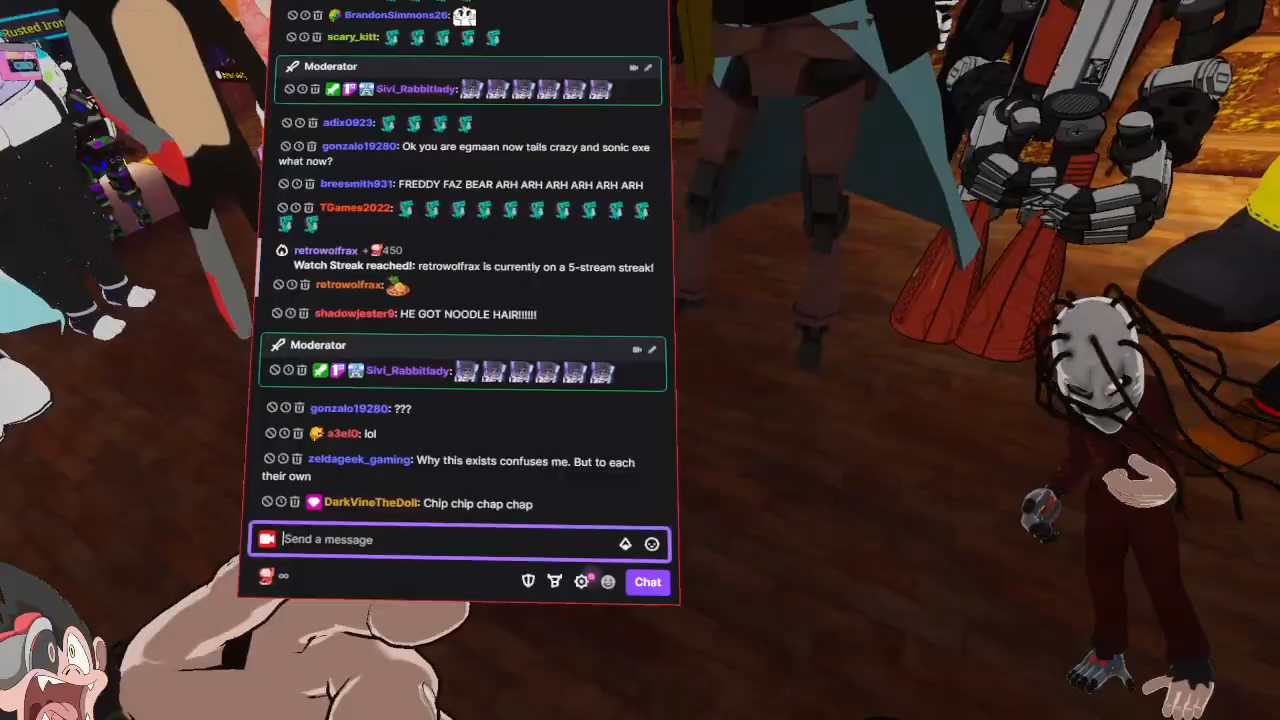 Rusted Iron
BrandonSimmons26:
scary_kitt:
Moderator
Sivi_Rabbitlady:
adix0923:
gonzalo19280: Ok you are egmaan now tails crazy and sonic exe
what now?
breesmith931: FREDDY FAZ BEAR ARH ARH ARH ARH ARH ARH
TGames2022:
retrowolfrax + 450
Watch Streak reached!: retrowolfrax is currently on a 5-stream streak!
retrowolfrax:
shadowjester9: HE GOT NOODLE HAIR!!!!!!
Moderator
Sivi_Rabbitlady:
gonzalo19280: ???
a3el0: lol
zeldageek_gaming: Why this exists confuses me. But to each
their own
DarkVineTheDoll: Chip chip chap chap
Send a message
∞
Chat